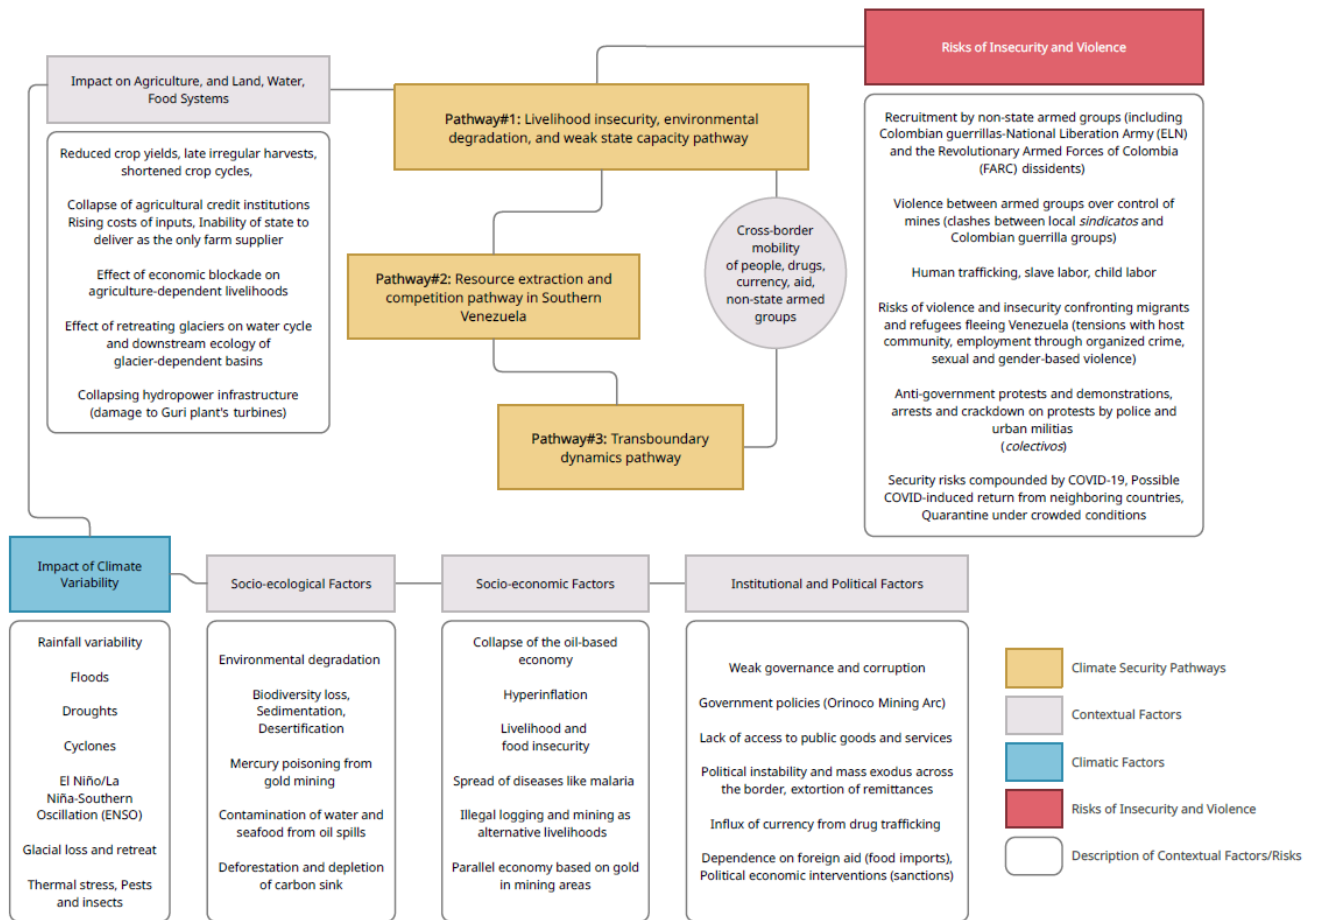 Risks of Insecurity and Violence
Impact on Agriculture, and Land, Water,
Food Systems
Pathway#1: Livelihood insecurity, environmental
degradation, and weak state capacity pathway
Reduced crop yields, late irregular harvests,
shortened crop cycles,
Collapse of agricultural credit institutions
Rising costs of inputs, Inability of state to
deliver as the only farm supplier
Effect of economic blockade on
agriculture-dependent livelihoods
Effect of retreating glaciers on water cycle
and downstream ecology of
glacier-dependent basins
Collapsing hydropower infrastructure
(damage to Guri plant's turbines)
Pathway#2: Resource extraction and
competition pathway in Southern
Venezuela
Cross-border
mobility
of people, drugs,
currency, aid,
non-state armed
groups
Pathway#3: Transboundary
dynamics pathway
Recruitment by non-state armed groups (including
Colombian guerrillas-National Liberation Army (ELN)
and the Revolutionary Armed Forces of Colombia
(FARC) dissidents)
Violence between armed groups over control of
mines (clashes between local sindicatos and
Colombian guerrilla groups)
Human trafficking, slave labor, child labor
Risks of violence and insecurity confronting migrants
and refugees fleeing Venezuela (tensions with host
community, employment through organized crime,
sexual and gender-based violence)
Anti-government protests and demonstrations,
arrests and crackdown on protests by police and
urban militias
(colectivos)
Security risks compounded by COVID-19, Possible
COVID-induced return from neighboring countries,
Quarantine under crowded conditions
Impact of Climate
Variability
Rainfall variability
Floods
Droughts
Cyclones
El Niño/La
Niña-Southern
Oscillation (ENSO)
Glacial loss and retreat
Thermal stress, Pests
and insects
Socio-ecological Factors
Environmental degradation
Biodiversity loss,
Sedimentation,
Desertification
Mercury poisoning from
gold mining
Contamination of water and
seafood from oil spills
Deforestation and depletion
of carbon sink
Socio-economic Factors
Collapse of the oil-based
economy
Hyperinflation
Livelihood and
food insecurity
Spread of diseases like malaria
Illegal logging and mining as
alternative livelihoods
Parallel economy based on gold
in mining areas
Institutional and Political Factors
Weak governance and corruption
Government policies (Orinoco Mining Arc)
Lack of access to public goods and services
Political instability and mass exodus across
the border, extortion of remittances
Influx of currency from drug trafficking
Dependence on foreign aid (food imports),
Political economic interventions (sanctions)
Climate Security Pathways
Contextual Factors
Climatic Factors
Risks of Insecurity and Violence
Description of Contextual Factors/Risks